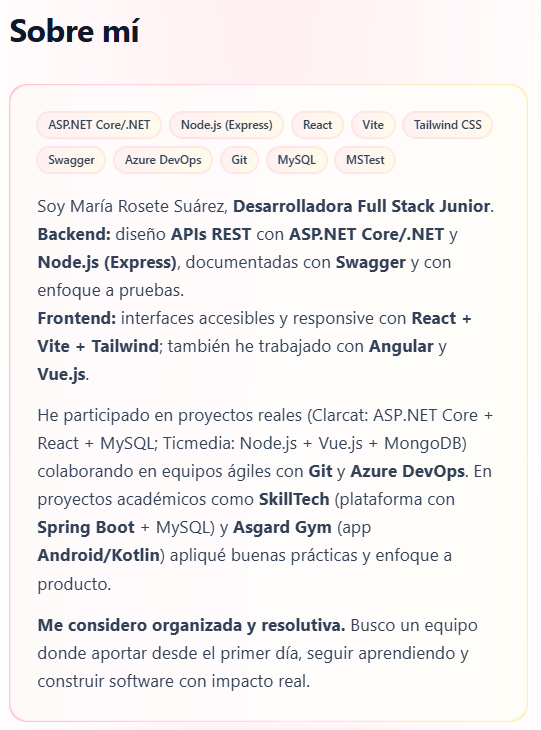 Sobre mí
ASP.NET Core/.NET Node.js (Express) React Vite Tailwind CSS
Swagger Azure DevOps Git MySQL MSTest
Soy María Rosete Suárez, Desarrolladora Full Stack Junior.
Backend: diseño APIs REST con ASP.NET Core/.NET y
Node.js (Express), documentadas con Swagger y con
enfoque a pruebas.
Frontend: interfaces accesibles y responsive con React +
Vite + Tailwind; también he trabajado con Angular y
Vue.js.
He participado en proyectos reales (Clarcat: ASP.NET Core +
React + MySQL; Ticmedia: Node.js + Vue.js + MongoDB)
colaborando en equipos ágiles con Git y Azure DevOps. En
proyectos académicos como SkillTech (plataforma con
Spring Boot + MySQL) y Asgard Gym (app
Android/Kotlin) apliqué buenas prácticas y enfoque a
producto.
Me considero organizada y resolutiva. Busco un equipo
donde aportar desde el primer día, seguir aprendiendo y
construir software con impacto real.